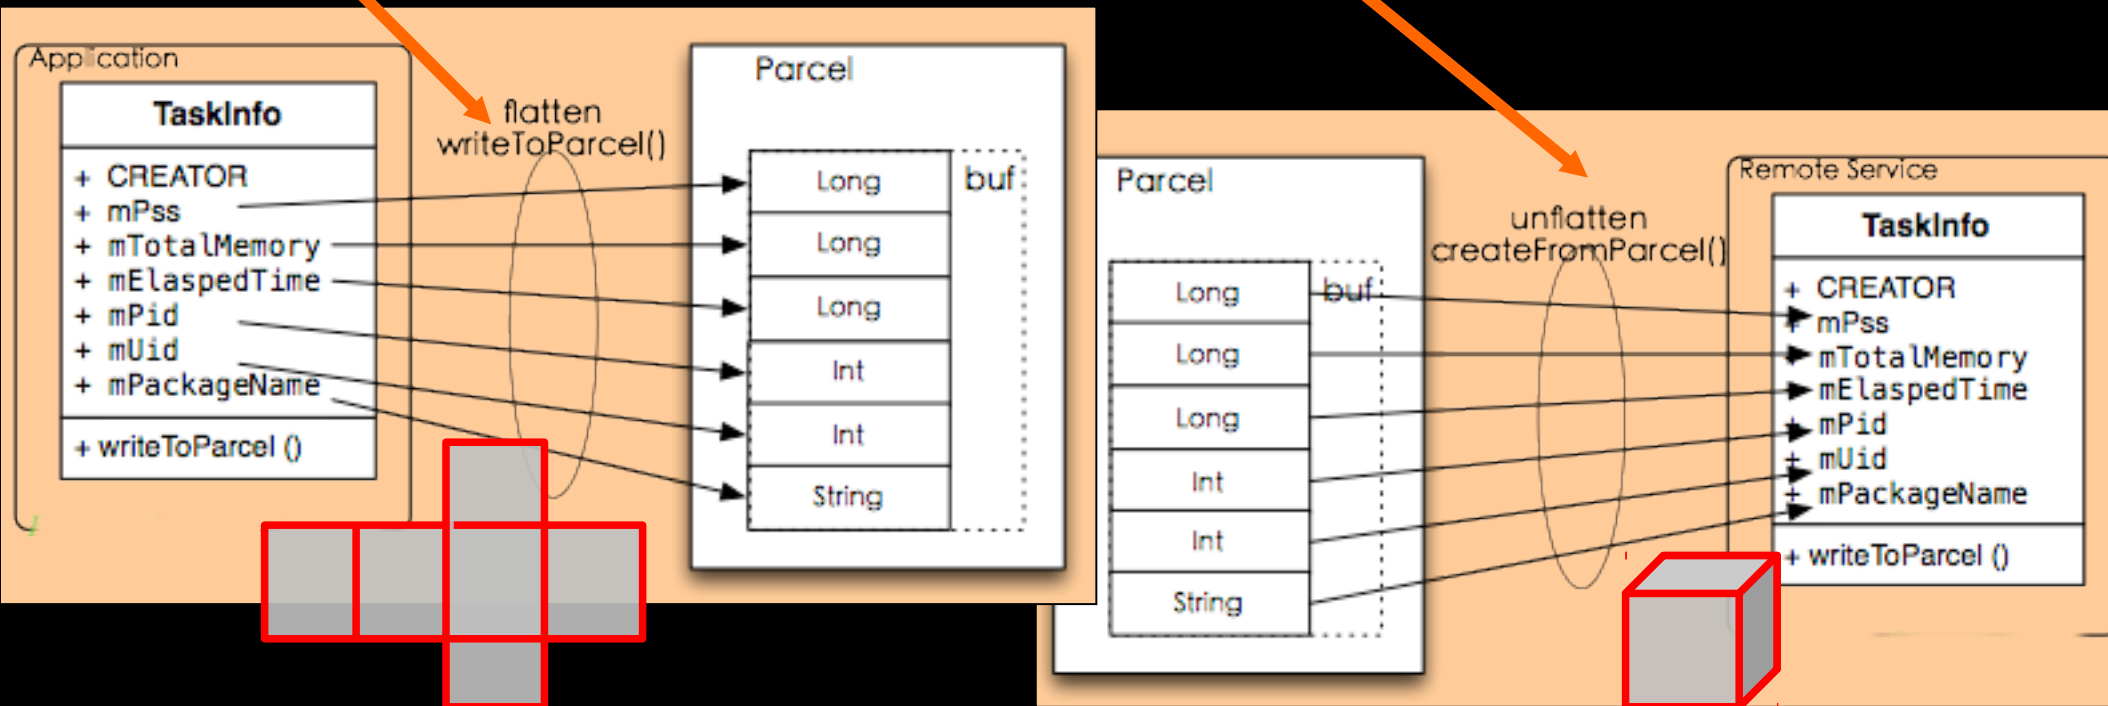 Application
TaskInfo
+ CREATOR
+ mPss
+ mTotalMemory
+ mElaspedTime
+ mPid
+ mUid
+ mPackageName
+ writeToParcel ()
flatten
writeToParcel()
Parcel
buf
Long
Long
Long
Int
Int
String
Parcel
buf
Long
Long
Long
Int
Int
String
unflatten
createFromParcel()
Remote Service
TaskInfo
+ CREATOR
+ mPss
mTotalMemory
mElaspedTime
+ mPid
+ mUid
+ mPackageName
+ writeToParcel ()